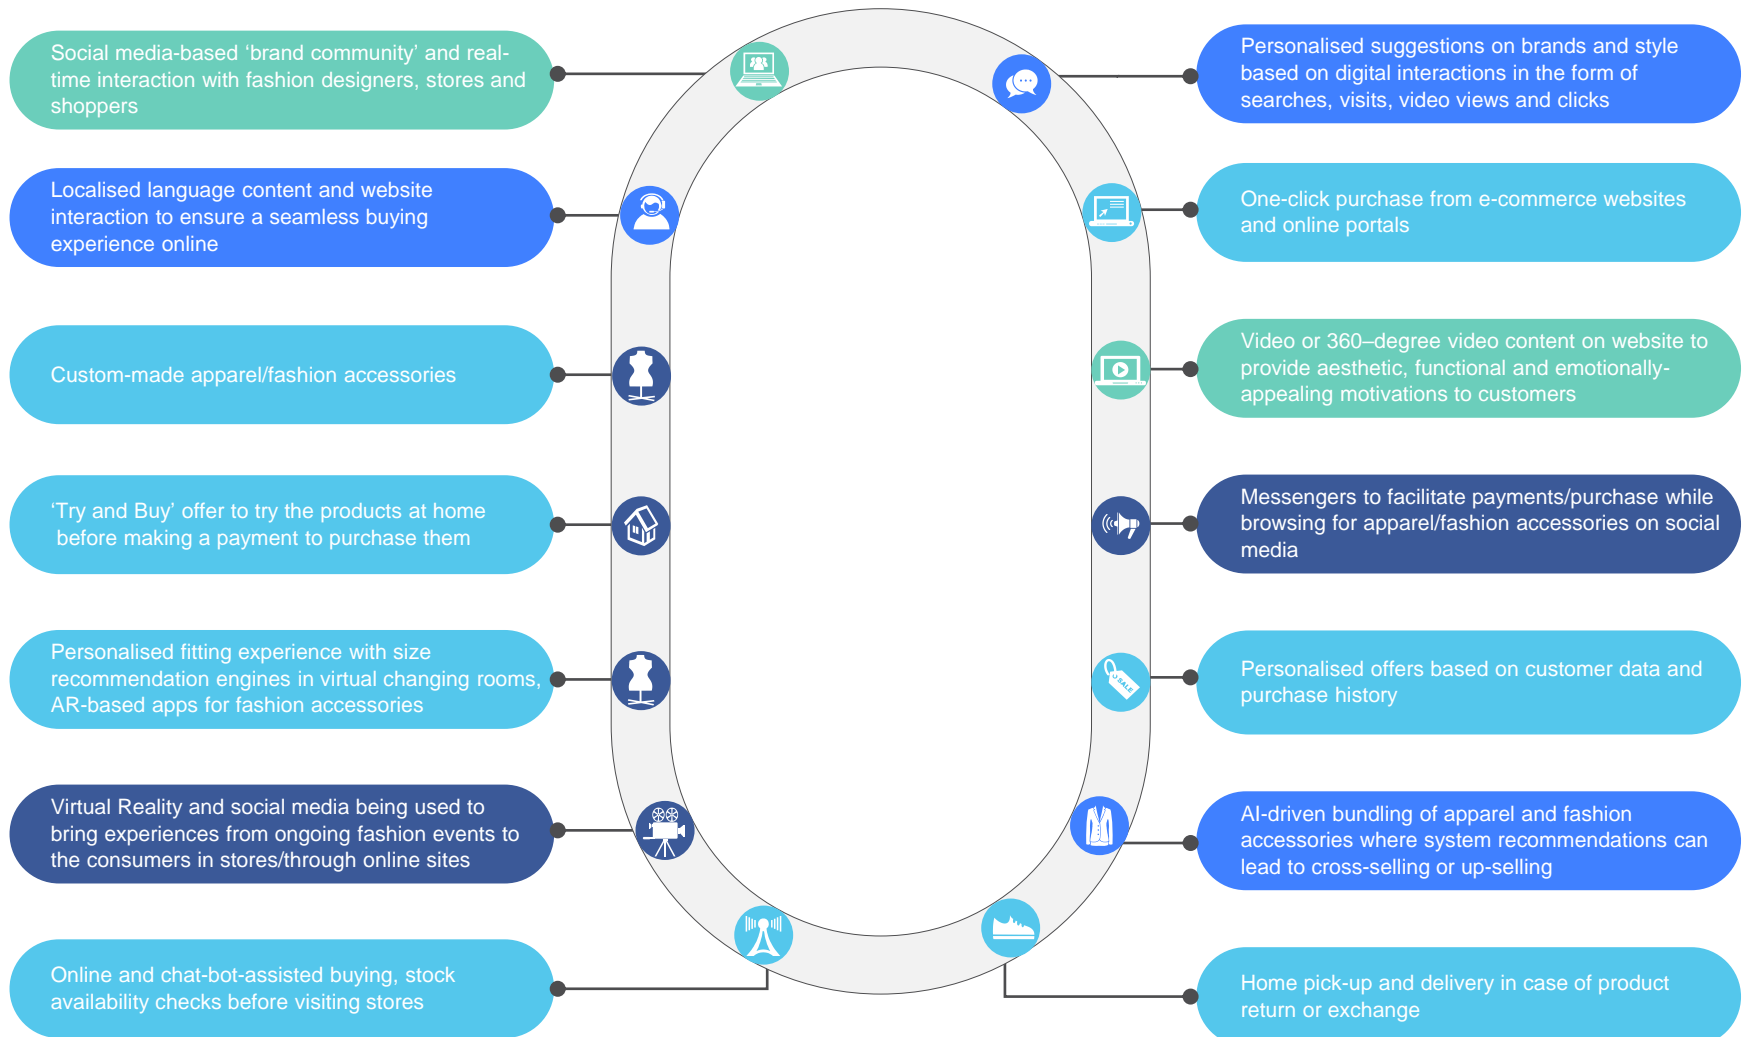 Social media-based ‘brand community’ and real-
time interaction with fashion designers, stores and
shoppers
Localised language content and website
interaction to ensure a seamless buying
experience online
Custom-made apparel/fashion accessories
‘Try and Buy’ offer to try the products at home
before making a payment to purchase them
Personalised fitting experience with size
recommendation engines in virtual changing rooms,
AR-based apps for fashion accessories
Virtual Reality and social media being used to
bring experiences from ongoing fashion events to
the consumers in stores/through online sites
Online and chat-bot-assisted buying, stock
availability checks before visiting stores
Personalised suggestions on brands and style
based on digital interactions in the form of
searches, visits, video views and clicks
One-click purchase from e-commerce websites
and online portals
Video or 360–degree video content on website to
provide aesthetic, functional and emotionally-
appealing motivations to customers
Messengers to facilitate payments/purchase while
browsing for apparel/fashion accessories on social
media
SALE
Personalised offers based on customer data and
purchase history
AI-driven bundling of apparel and fashion
accessories where system recommendations can
lead to cross-selling or up-selling
Home pick-up and delivery in case of product
return or exchange